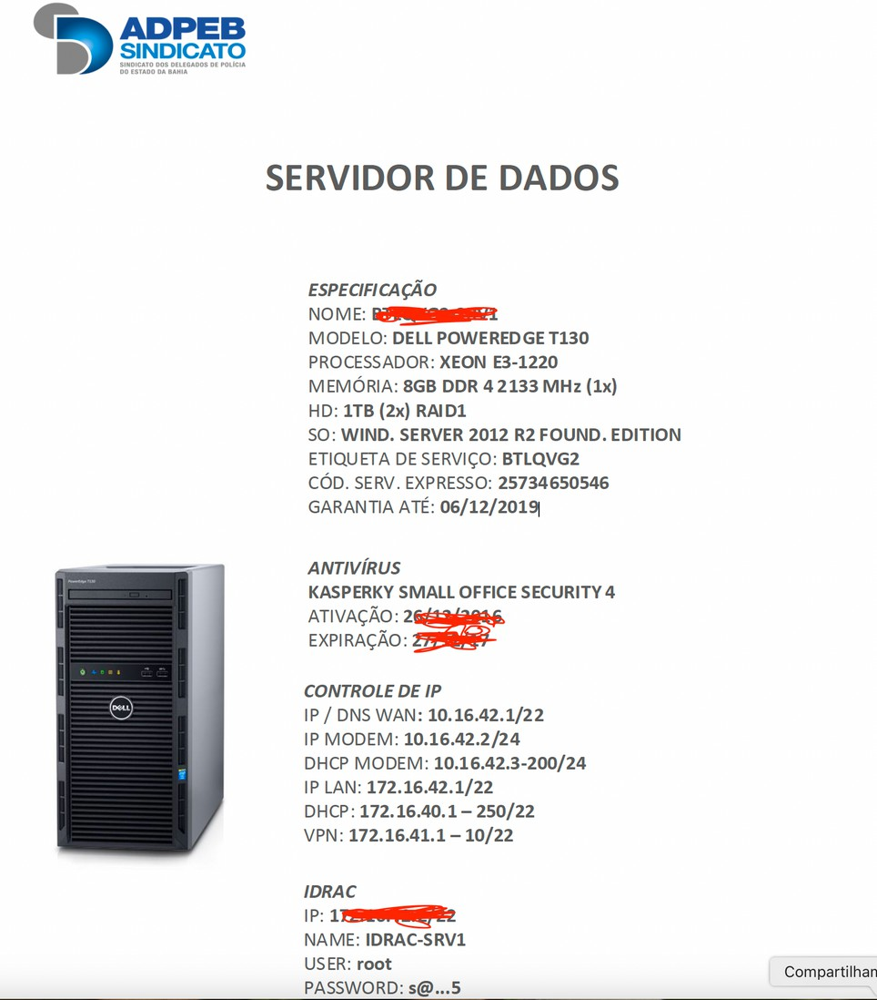 ADPEB
SINDICATO
SINDICATO DOS DELEGADOS DE POLÍCIA
DO ESTADO DA BAHIA
SERVIDOR DE DADOS
ESPECIFICAÇÃO
NOME:
MODELO: DELL POWEREDGE T130
PROCESSADOR: XEON E3-1220
MEMÓRIA: 8GB DDR 4 2133 MHz (1x)
HD: 1TB (2x) RAID1
SO: WIND. SERVER 2012 R2 FOUND. EDITION
ETIQUETA DE SERVIÇO: BTLQVG2
CÓD. SERV. EXPRESSO: 25734650546
GARANTIA ATÉ: 06/12/2019
ANTIVÍRUS
KASPERKY SMALL OFFICE SECURITY 4
ATIVAÇÃO:
EXPIRAÇÃO:
CONTROLE DE IP
IP / DNS WAN: 10.16.42.1/22
IP MODEM: 10.16.42.2/24
DHCP MODEM: 10.16.42.3-200/24
IP LAN: 172.16.42.1/22
DHCP: 172.16.40.1 – 250/22
VPN: 172.16.41.1 – 10/22
IDRAC
IP:
NAME: IDRAC-SRV1
USER: root
PASSWORD: s@...5
PowerEdge T130
DELL
Compartilham